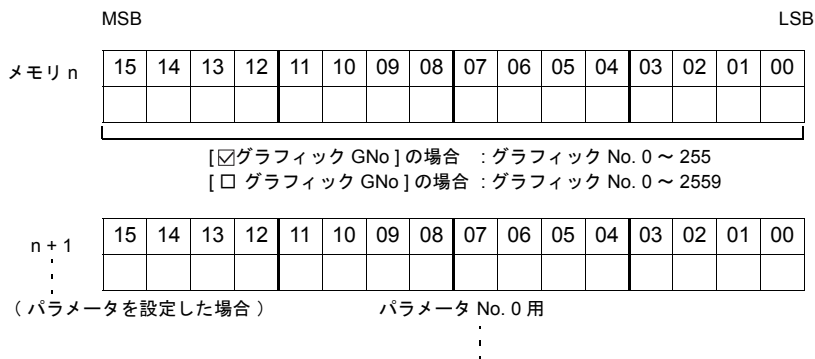 MSB LSB
メモリ n 15 14 13 12 11 10 09 08 07 06 05 04 03 02 01 00
[ ☑グラフィック GNo ] の場合 : グラフィック No. 0 ~ 255
[ □ グラフィック GNo ] の場合 : グラフィック No. 0 ~ 2559
n + 1 15 14 13 12 11 10 09 08 07 06 05 04 03 02 01 00
( パラメータを設定した場合 ) パラメータ No. 0 用